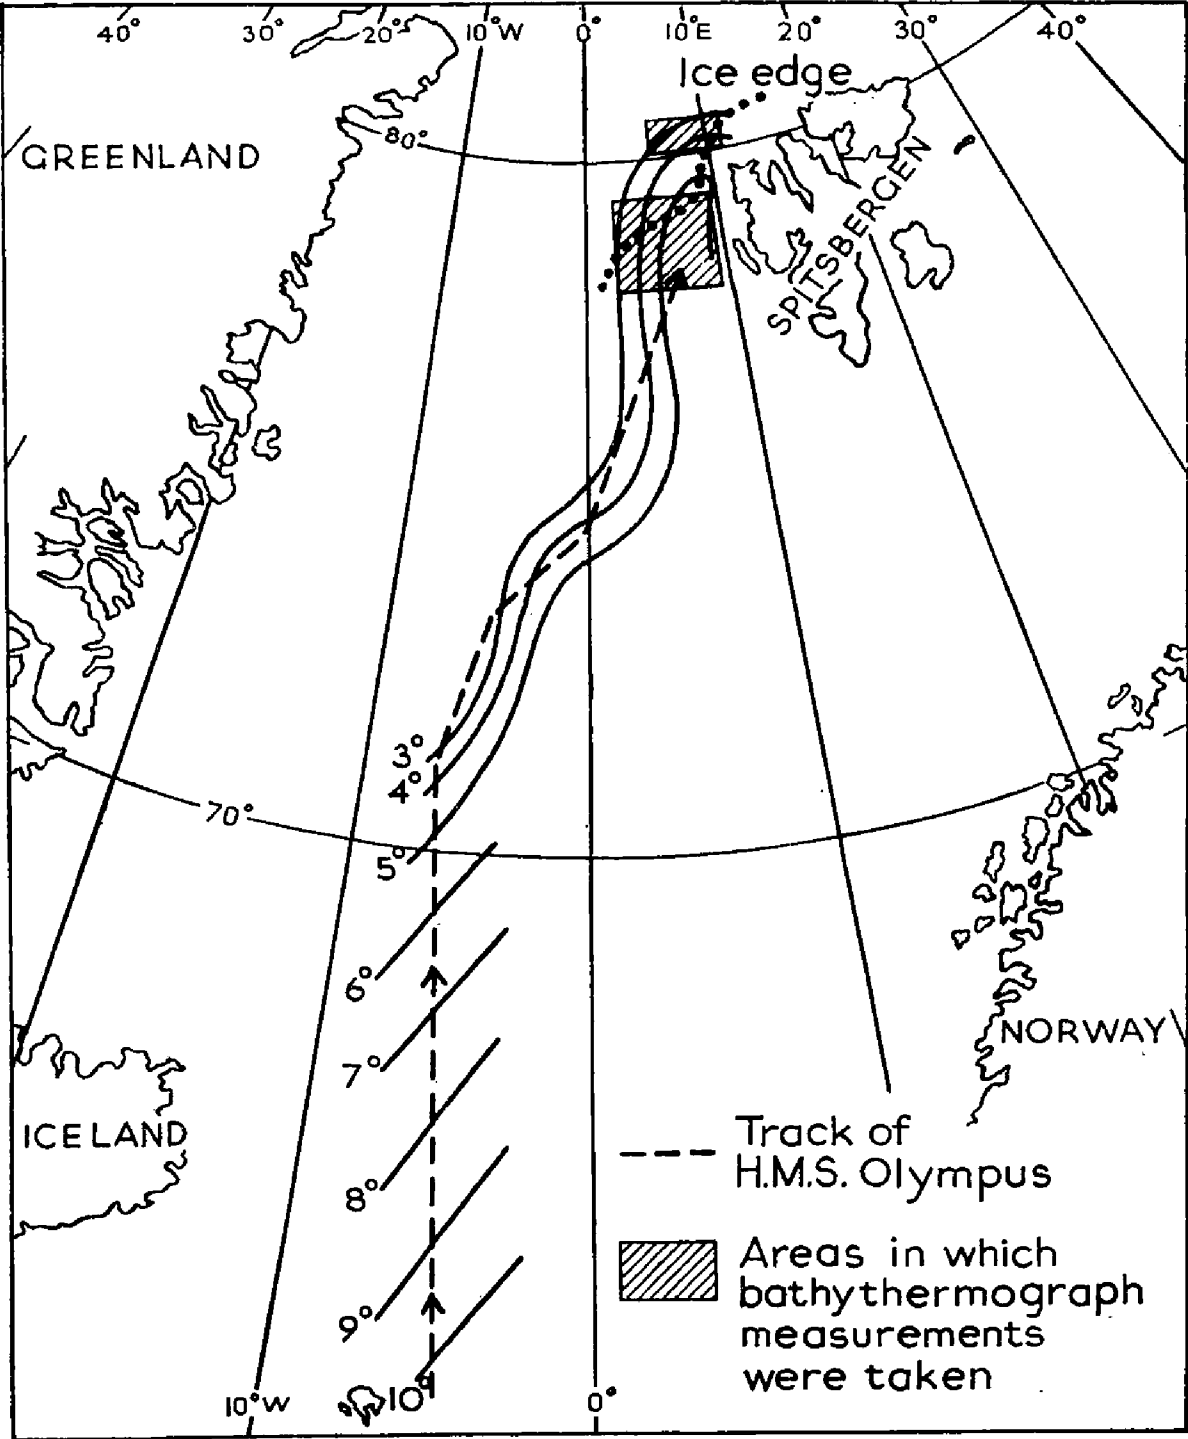 40° 30° 20° 10°W 0° 10°E 20° 30° 40°
Ice edge
80°
GREENLAND
SPITSBERGEN
3°
4°
70°
5°
6°
7°
NORWAY
ICELAND
Track of
H.M.S. Olympus
8°
Areas in which
bathythermograph
measurements
were taken
9°
10°
10°W 0°